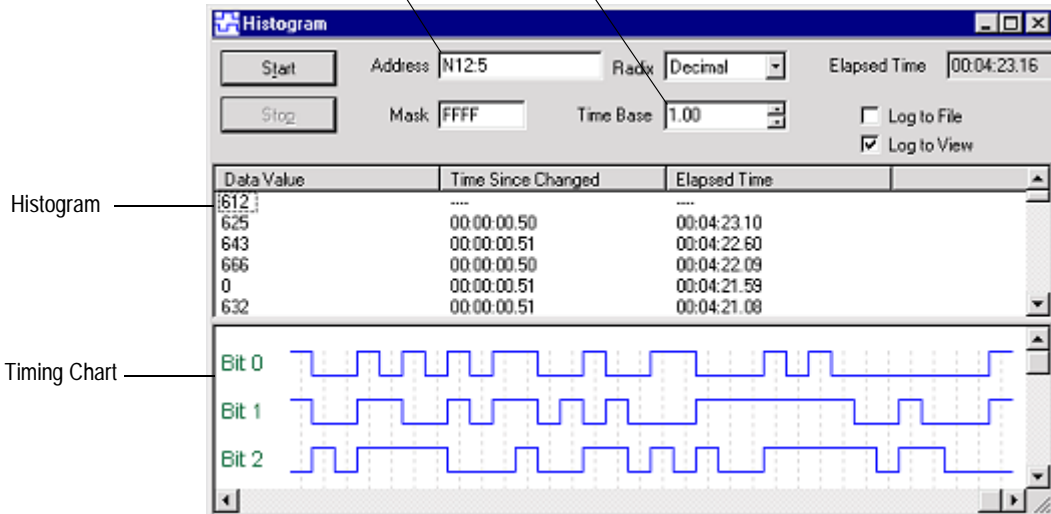 Histogram
Start Address N12:5 Radix Decimal Elapsed Time 00:04:23.16
Stop Mask FFFF Time Base 1.00 Log to File
Log to View
Data Value Time Since Changed Elapsed Time
Histogram
612 ---- ----
625 00:00:00.50 00:04:23.10
643 00:00:00.51 00:04:22.60
666 00:00:00.50 00:04:22.09
0 00:00:00.51 00:04:21.59
632 00:00:00.51 00:04:21.08
Timing Chart
Bit 0
Bit 1
Bit 2